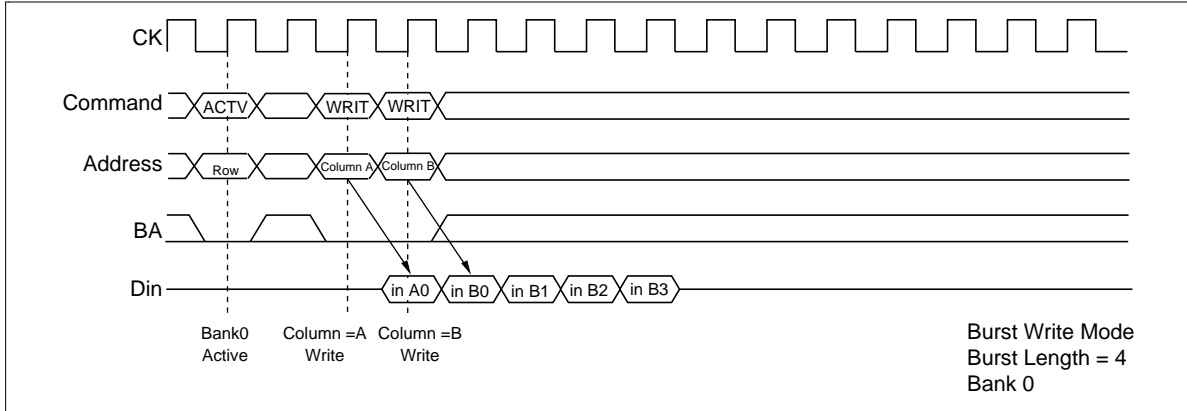 CK
Command ACTV WRIT WRIT
Address Row Column A Column B
BA
Din in A0 in B0 in B1 in B2 in B3
Bank0 Column =A Column =B
Active Write Write
Burst Write Mode
Burst Length = 4
Bank 0